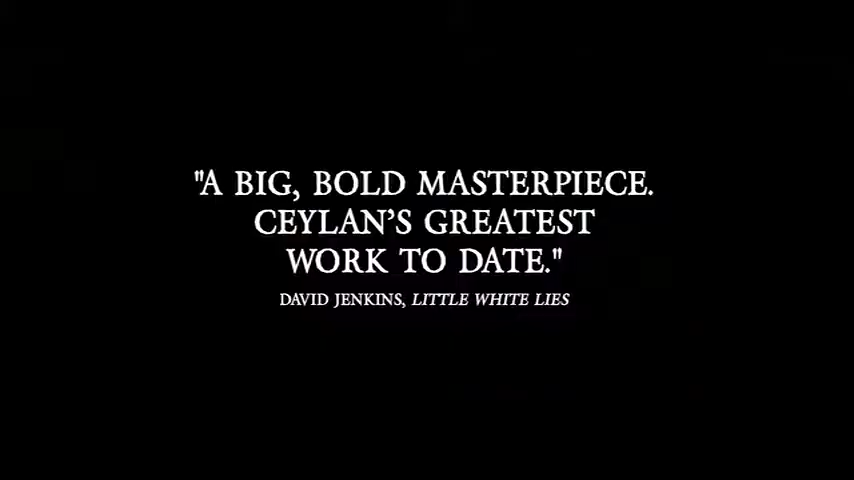 "A BIG, BOLD MASTERPIECE.
CEYLAN’S GREATEST
WORK TO DATE."
DAVID JENKINS, LITTLE WHITE LIES